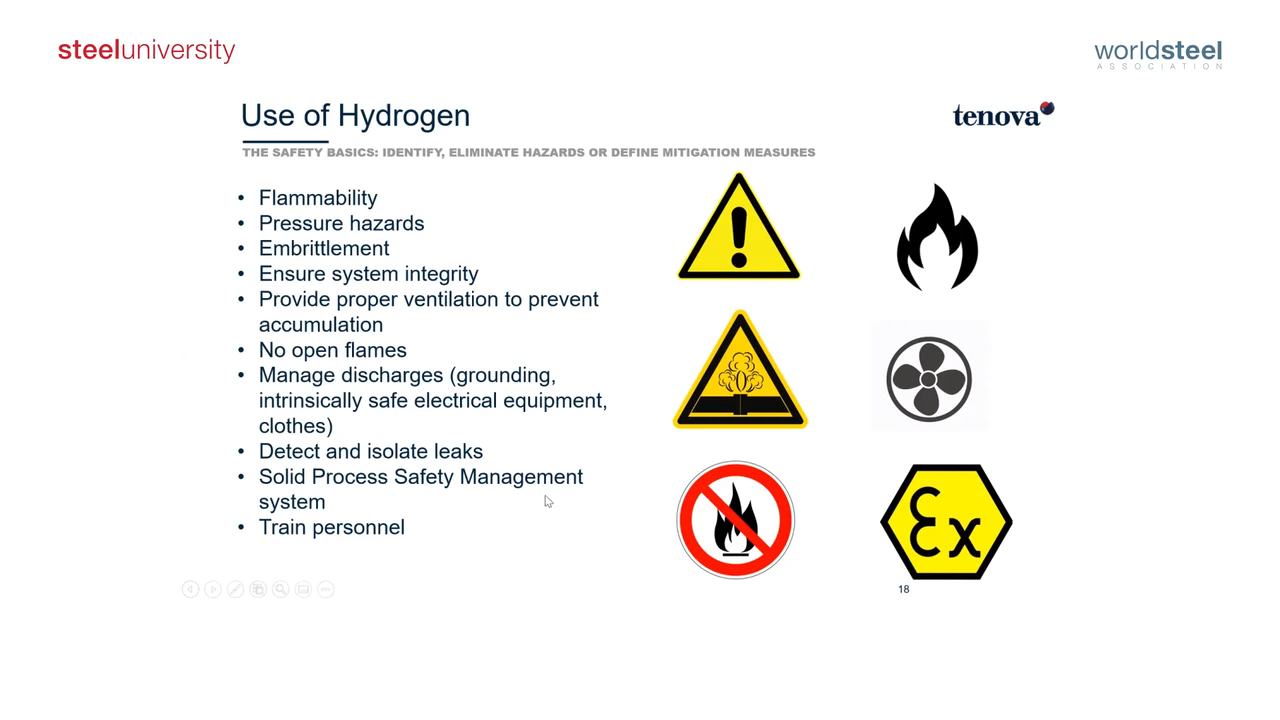 steeluniversity
worldsteel
ASSOCIATION
Use of Hydrogen
tenova
THE SAFETY BASICS: IDENTIFY, ELIMINATE HAZARDS OR DEFINE MITIGATION MEASURES
• Flammability
• Pressure hazards
• Embrittlement
• Ensure system integrity
• Provide proper ventilation to prevent
accumulation
• No open flames
• Manage discharges (grounding,
intrinsically safe electrical equipment,
clothes)
• Detect and isolate leaks
• Solid Process Safety Management
system
• Train personnel
Ex
18